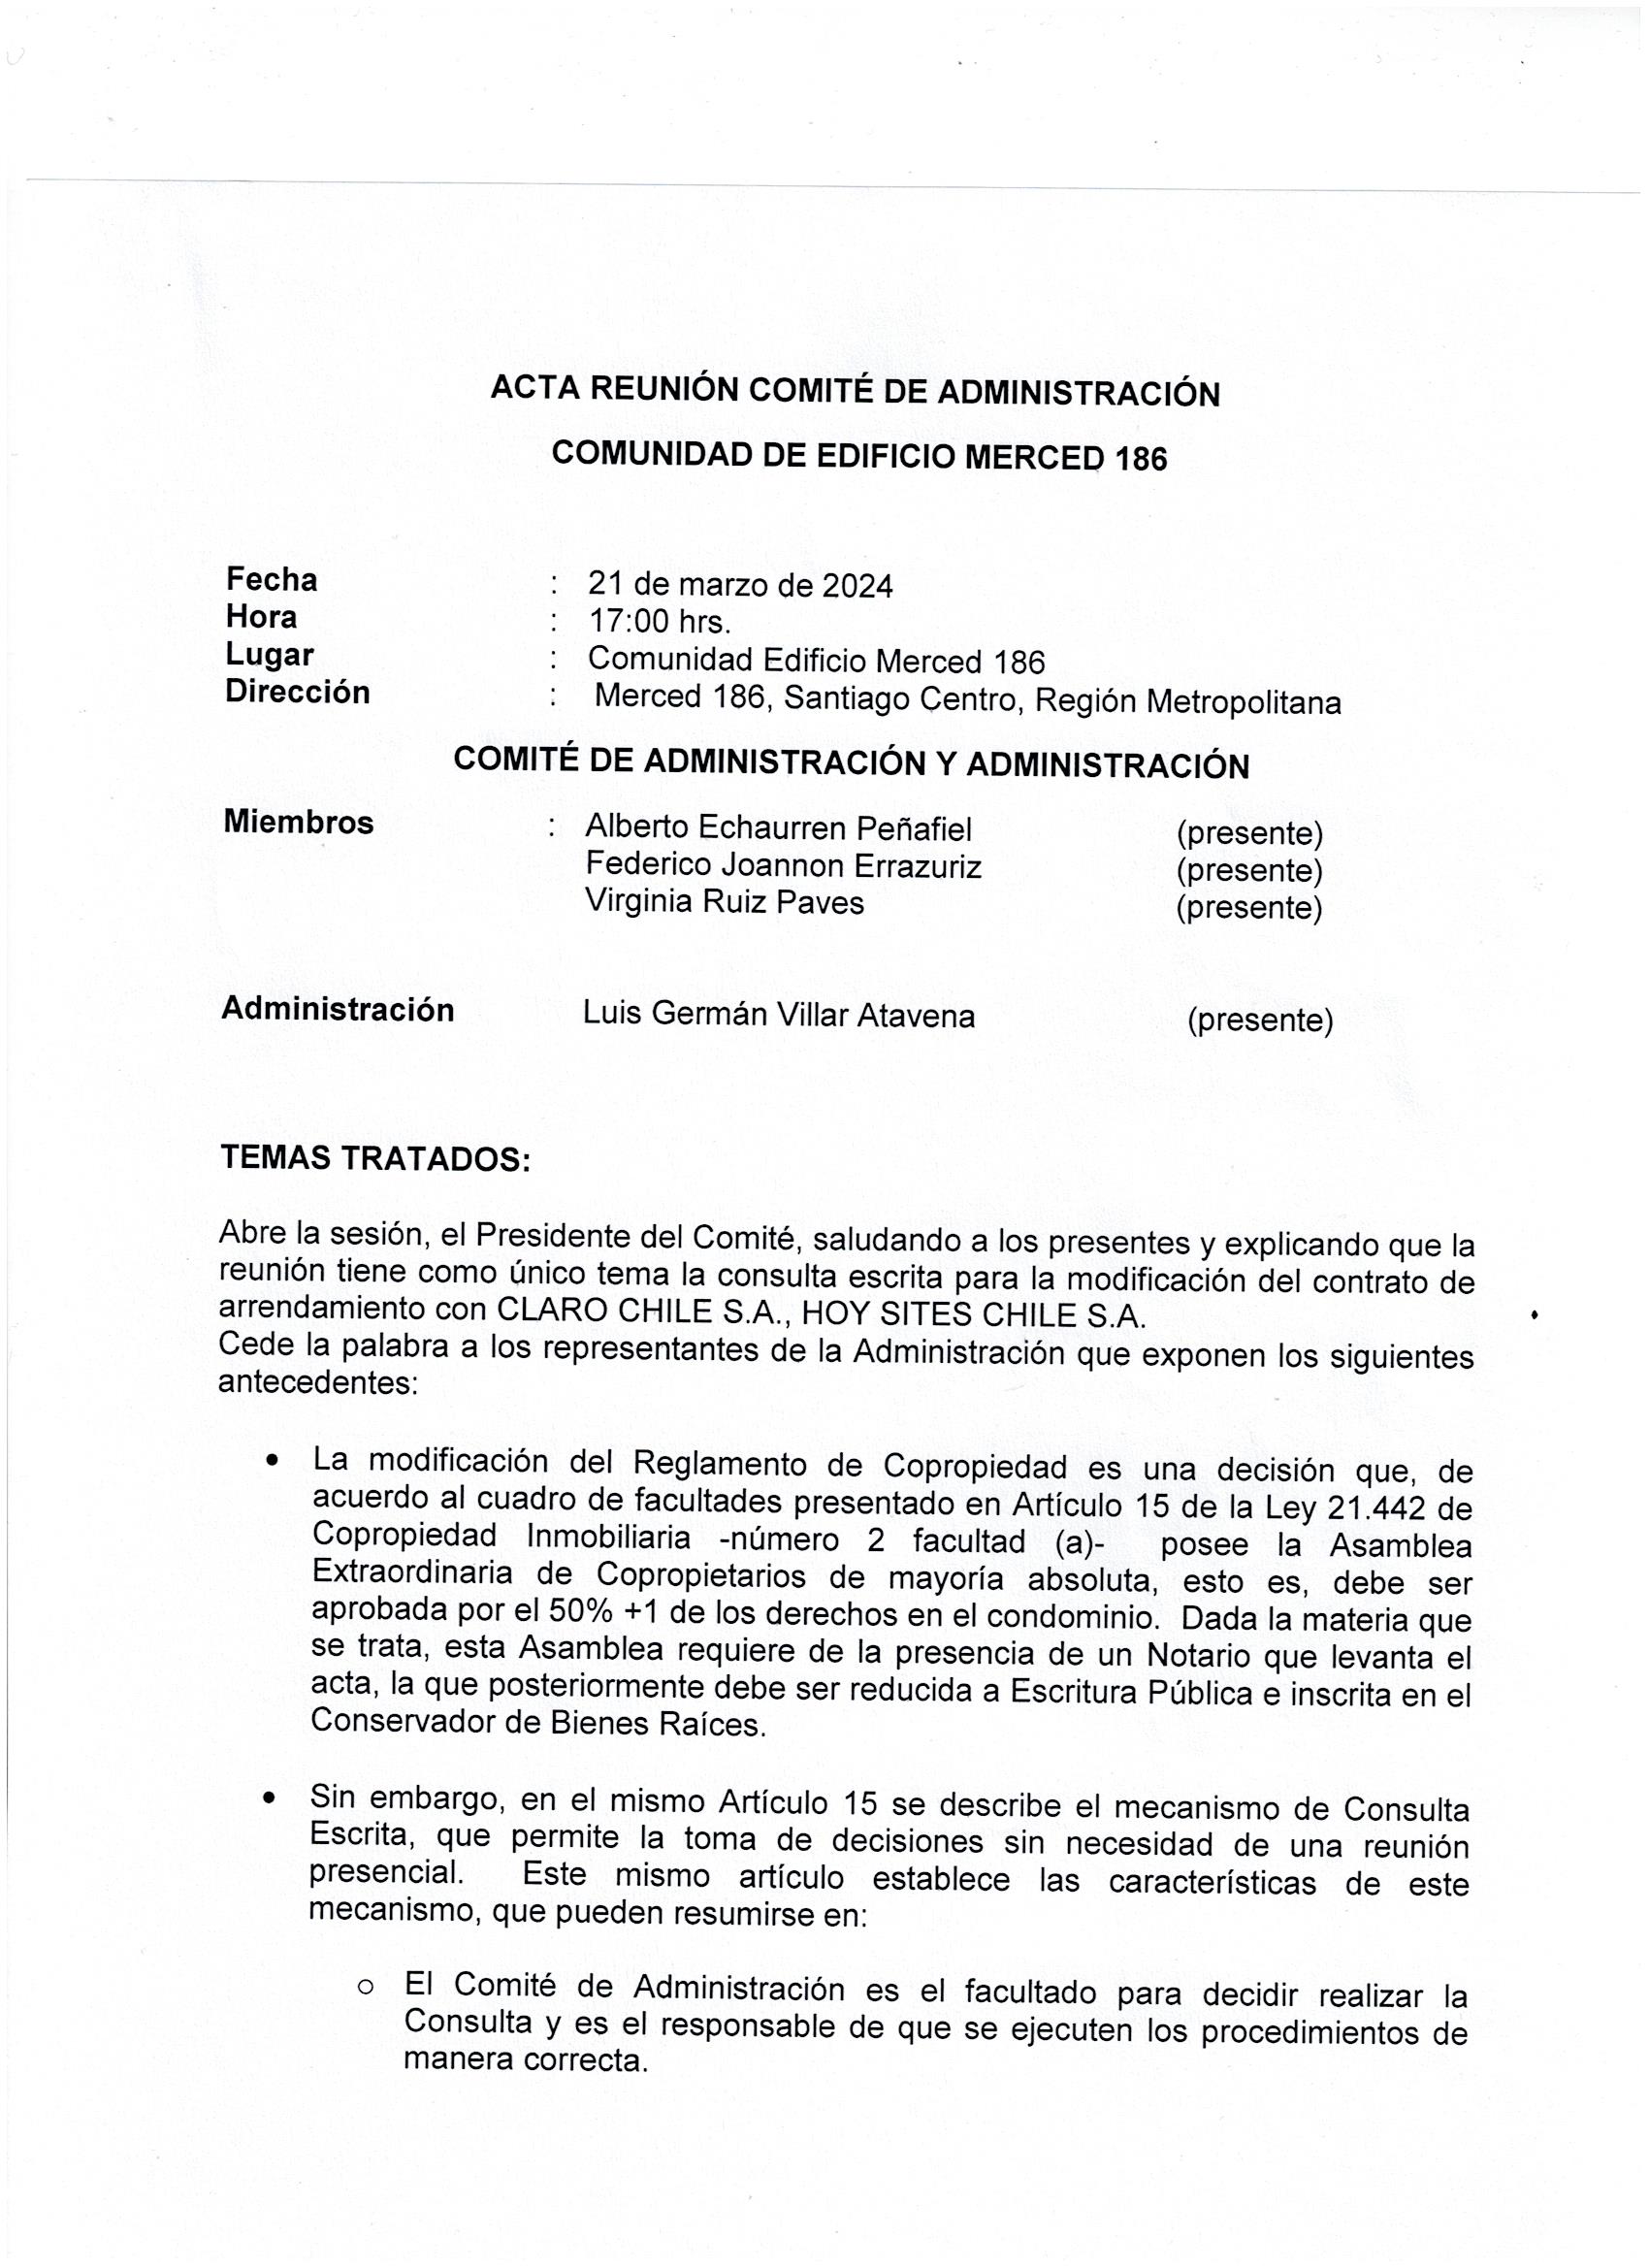 ACTA REUNIÓN COMITÉ DE ADMINISTRACIÓN
COMUNIDAD DE EDIFICIO MERCED 186
Fecha : 21 de marzo de 2024
Hora : 17:00 hrs.
Lugar : Comunidad Edificio Merced 186
Dirección : Merced 186, Santiago Centro, Región Metropolitana
COMITÉ DE ADMINISTRACIÓN Y ADMINISTRACIÓN
Miembros : Alberto Echaurren Peñafiel (presente)
Federico Joannon Errazuriz (presente)
Virginia Ruiz Paves (presente)
Administración Luis Germán Villar Atavena (presente)
TEMAS TRATADOS:
Abre la sesión, el Presidente del Comité, saludando a los presentes y explicando que la
reunión tiene como único tema la consulta escrita para la modificación del contrato de
arrendamiento con CLARO CHILE S.A., HOY SITES CHILE S.A.
Cede la palabra a los representantes de la Administración que exponen los siguientes
antecedentes:
• La modificación del Reglamento de Copropiedad es una decisión que, de
acuerdo al cuadro de facultades presentado en Artículo 15 de la Ley 21.442 de
Copropiedad Inmobiliaria -número 2 facultad (a)- posee la Asamblea
Extraordinaria de Copropietarios de mayoría absoluta, esto es, debe ser
aprobada por el 50% +1 de los derechos en el condominio. Dada la materia que
se trata, esta Asamblea requiere de la presencia de un Notario que levanta el
acta, la que posteriormente debe ser reducida a Escritura Pública e inscrita en el
Conservador de Bienes Raíces.
• Sin embargo, en el mismo Artículo 15 se describe el mecanismo de Consulta
Escrita, que permite la toma de decisiones sin necesidad de una reunión
presencial. Este mismo artículo establece las características de este
mecanismo, que pueden resumirse en:
o El Comité de Administración es el facultado para decidir realizar la
Consulta y es el responsable de que se ejecuten los procedimientos de
manera correcta.